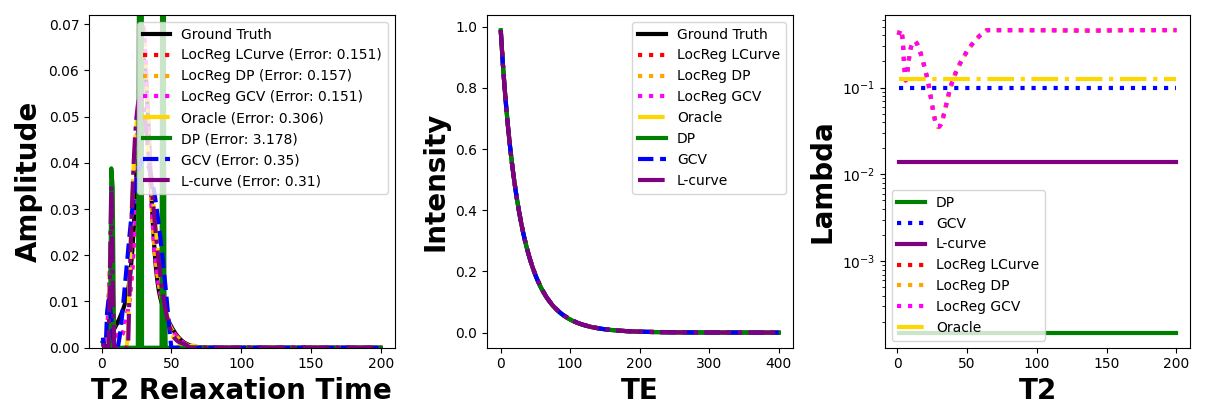 Amplitude
0.07
0.06
0.05
0.04
0.03
0.02
0.01
0.00
Ground Truth
LocReg LCurve (Error: 0.151)
LocReg DP (Error: 0.157)
LocReg GCV (Error: 0.151)
Oracle (Error: 0.306)
DP (Error: 3.178)
GCV (Error: 0.35)
L-curve (Error: 0.31)
0 50 100 150 200
T2 Relaxation Time
Intensity
1.0
0.8
0.6
0.4
0.2
0.0
Ground Truth
LocReg LCurve
LocReg DP
LocReg GCV
Oracle
DP
GCV
L-curve
0 100 200 300 400
TE
Lambda
10⁻¹
10⁻²
10⁻³
DP
GCV
L-curve
LocReg LCurve
LocReg DP
LocReg GCV
Oracle
0 50 100 150 200
T2